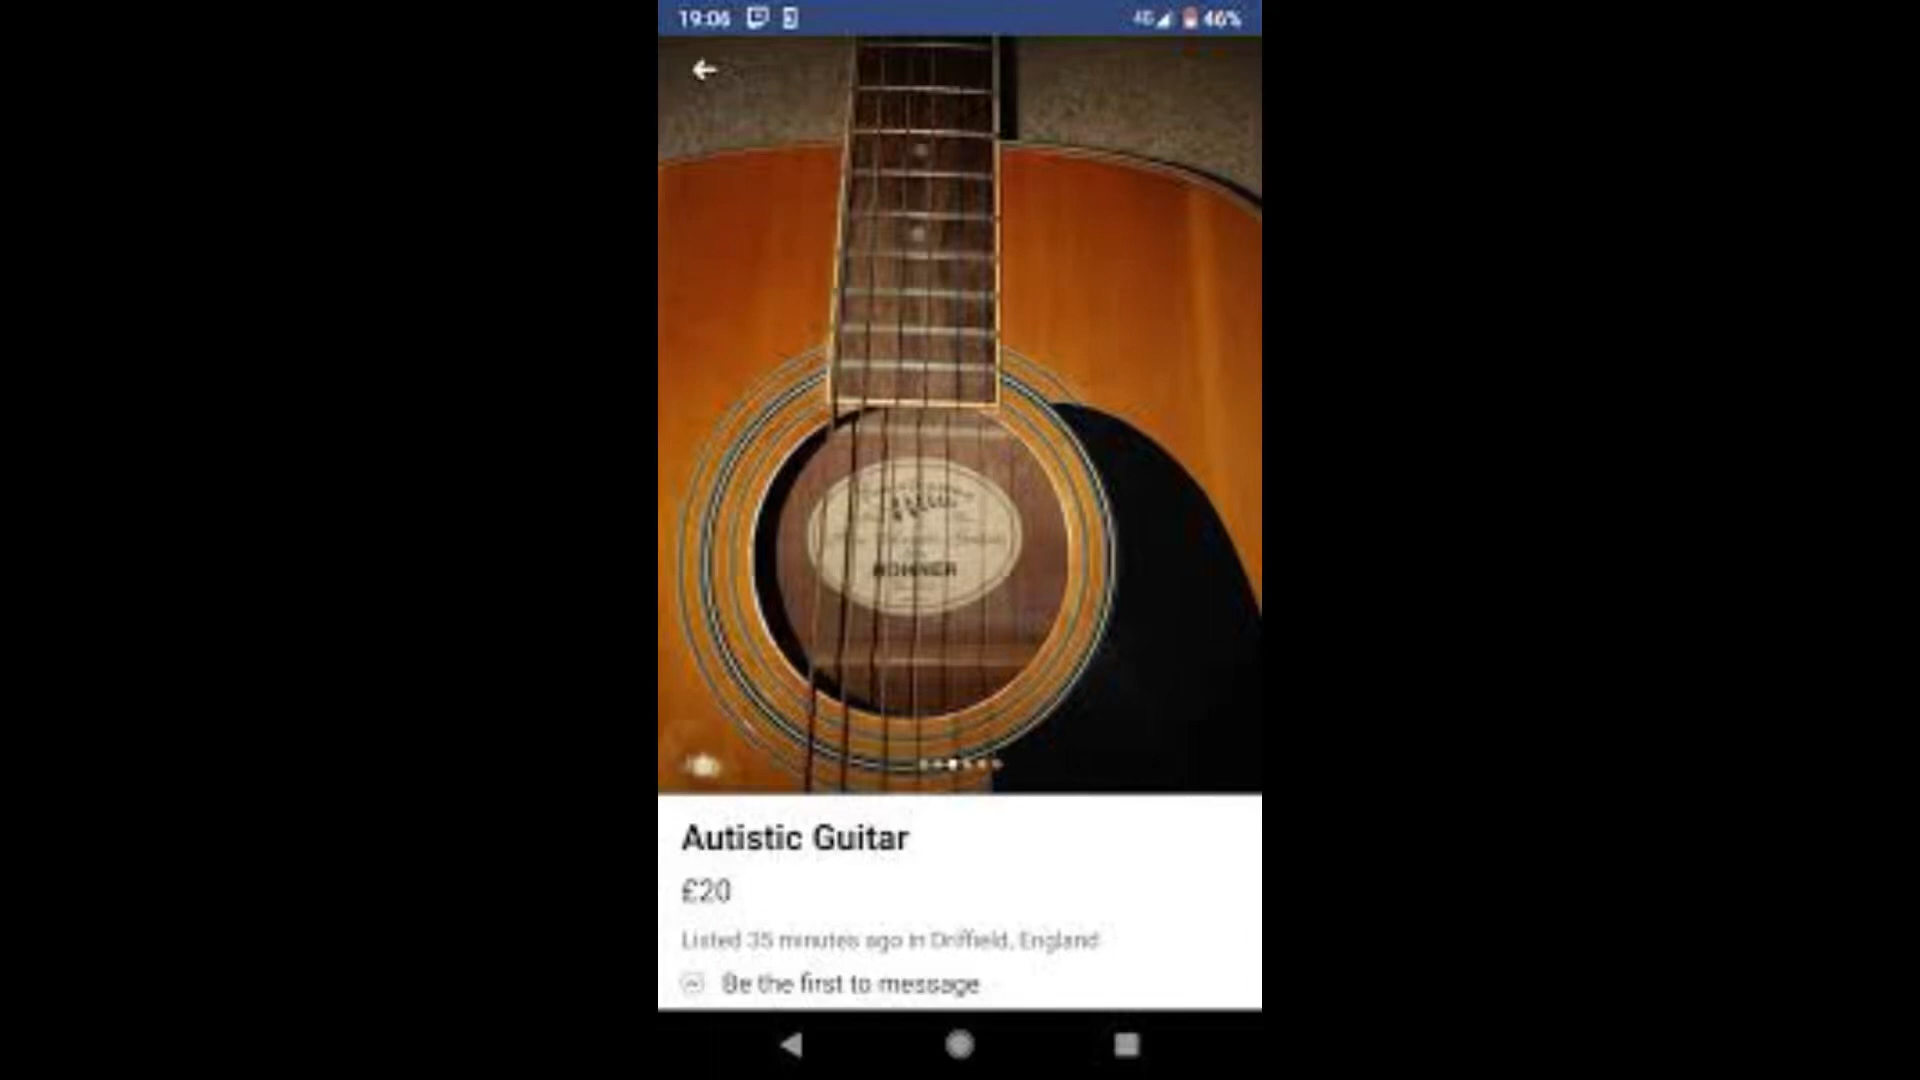 19:06
4G 46%
HOHNER
Autistic Guitar
£20
Listed 35 minutes ago in Driffield, England
Be the first to message